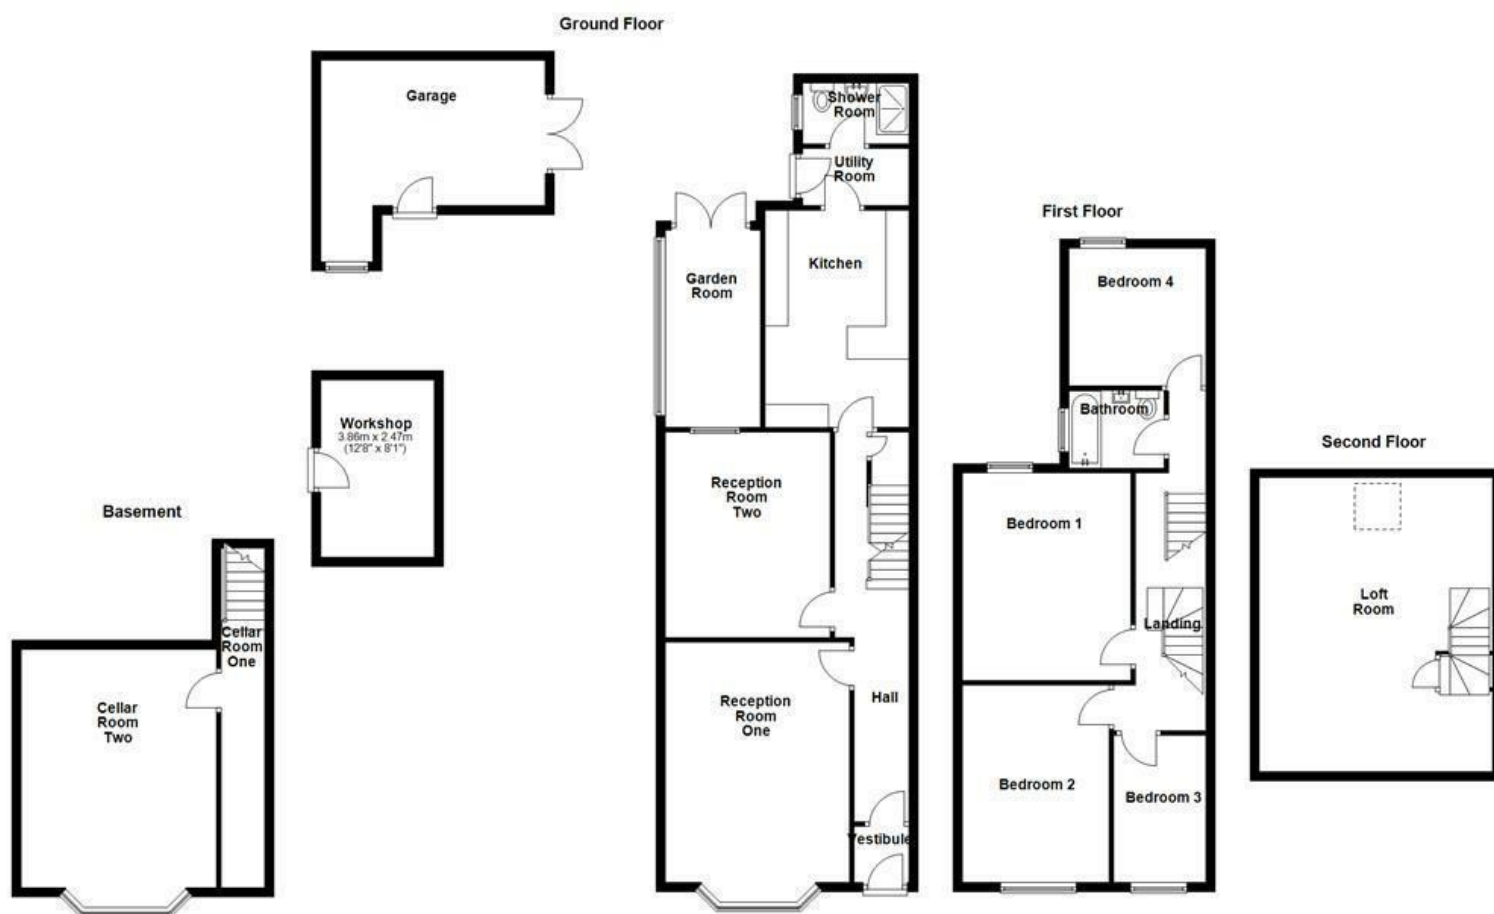 Ground Floor
Garage
Shower
Room
Utility
Room
Kitchen
Garden
Room
Reception
Room
Two
Reception
Room
One
Hall
Vestibule
Workshop
3.86m x 2.47m
(12'8" x 8'1")
Basement
Cellar
Room
One
Cellar
Room
Two
First Floor
Bedroom 4
Bathroom
Bedroom 1
Landing
Bedroom 2
Bedroom 3
Second Floor
Loft
Room